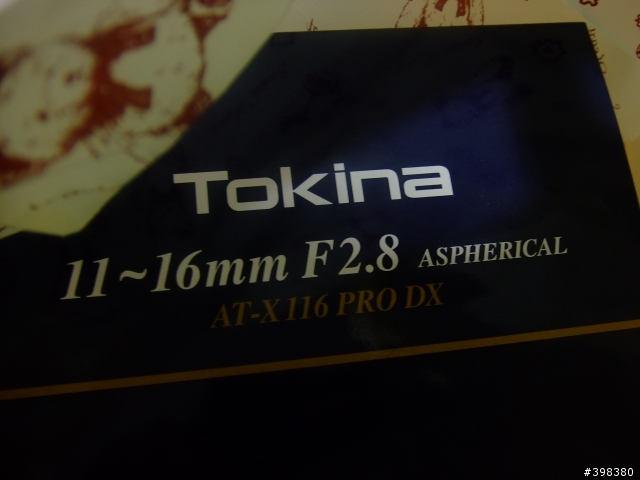 Tokina
11~16mm F2.8 ASPHERICAL
AT-X116 PRO DX
#398380